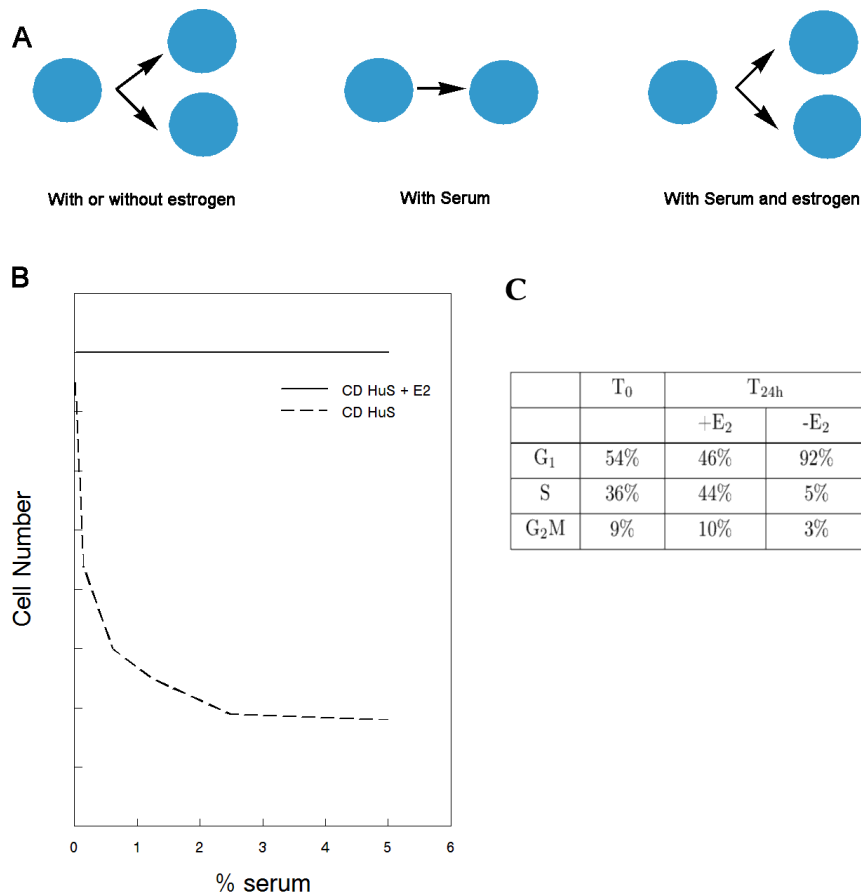 A
With or without estrogen
With Serum
With Serum and estrogen
B
Cell Number
CD HuS + E2
CD HuS
0 1 2 3 4 5 6
% serum
C
T₀ T₂₄ₕ
+E₂ -E₂
G₁ 54% 46% 92%
S 36% 44% 5%
G₂M 9% 10% 3%